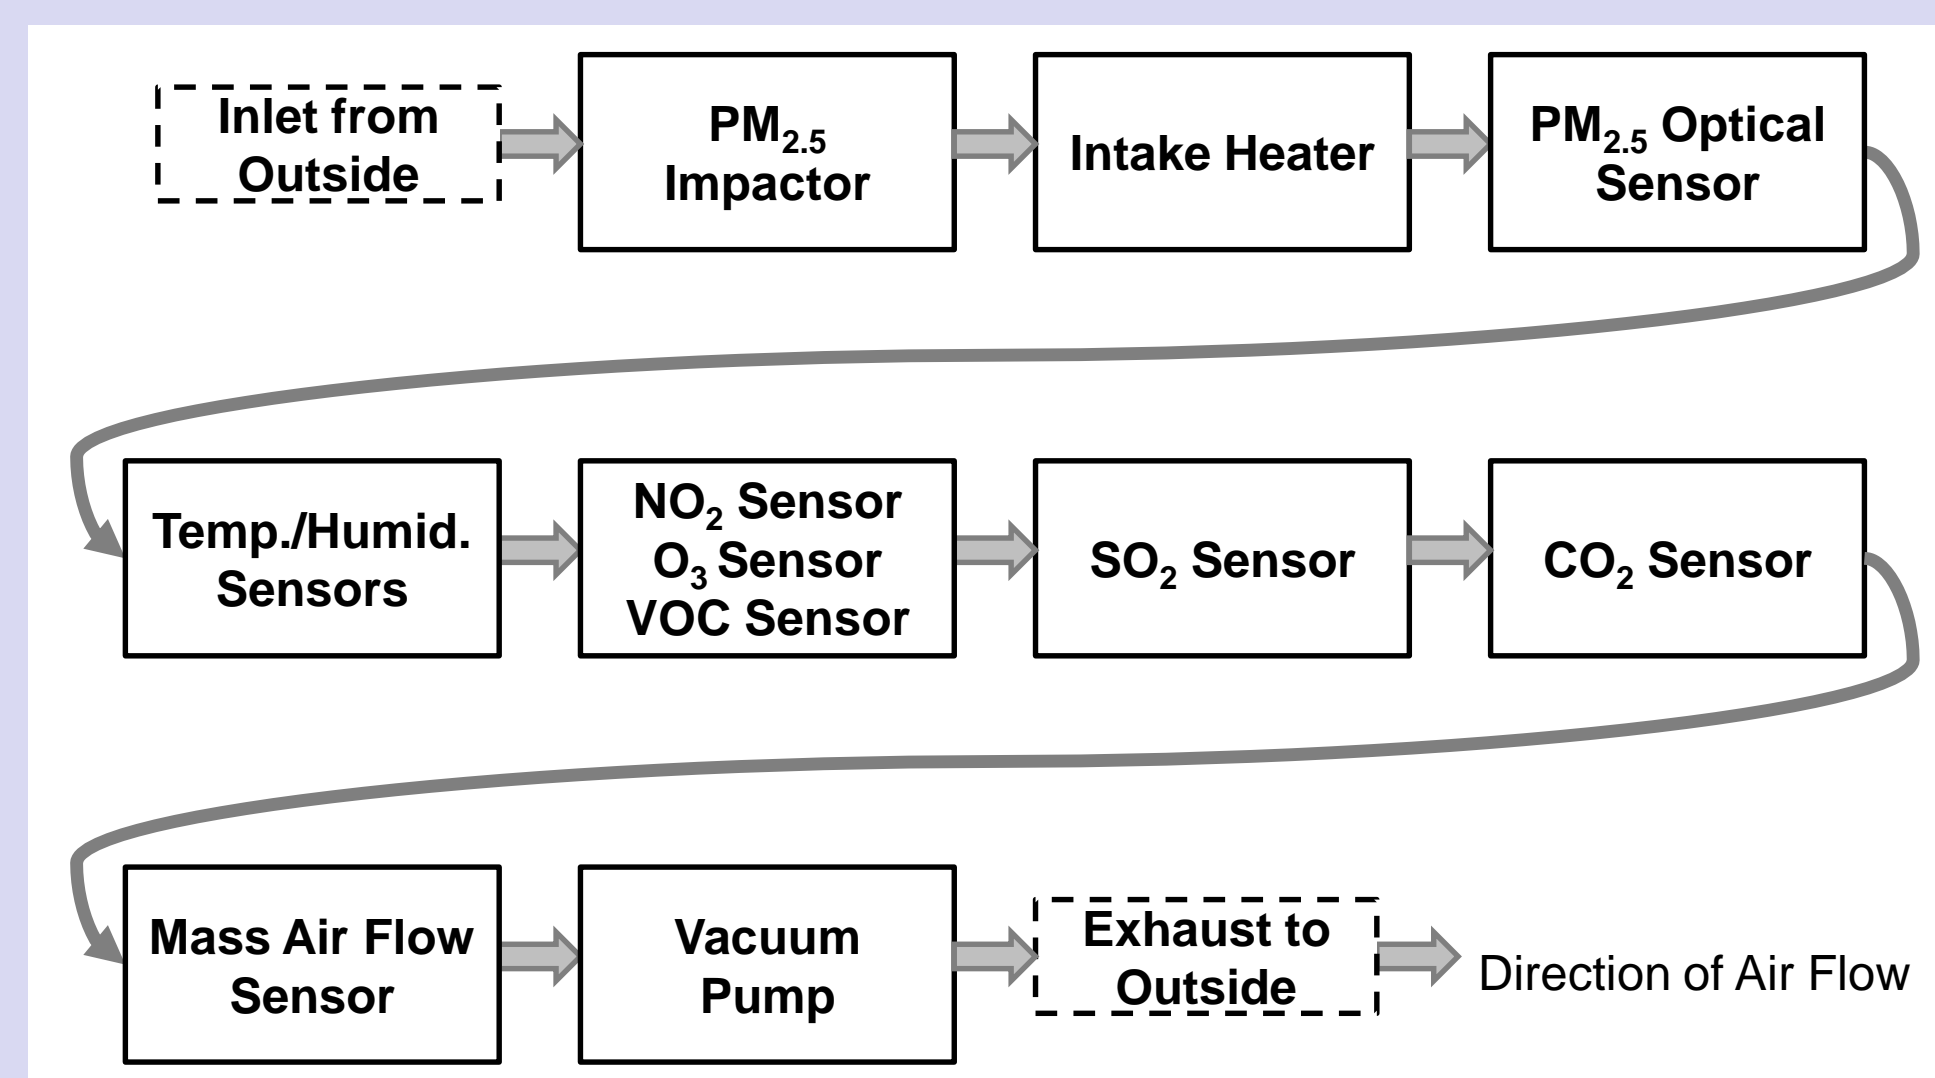 Inlet from
Outside
PM2.5
Impactor
Intake Heater
PM2.5 Optical
Sensor
Temp./Humid.
Sensors
NO2 Sensor
O3 Sensor
VOC Sensor
SO2 Sensor
CO2 Sensor
Mass Air Flow
Sensor
Vacuum
Pump
Exhaust to
Outside
Direction of Air Flow